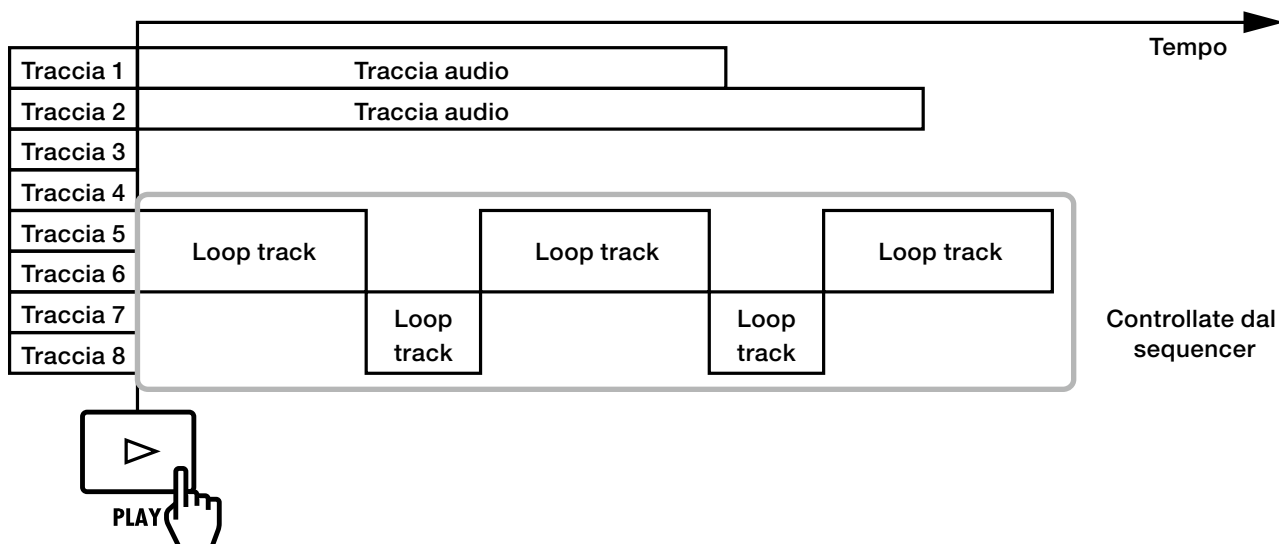 Tempo
Traccia 1
Traccia audio
Traccia 2
Traccia audio
Traccia 3
Traccia 4
Traccia 5
Traccia 6
Loop track
Loop track
Loop track
Traccia 7
Traccia 8
Loop
track
Loop
track
Controllate dal
sequencer
PLAY